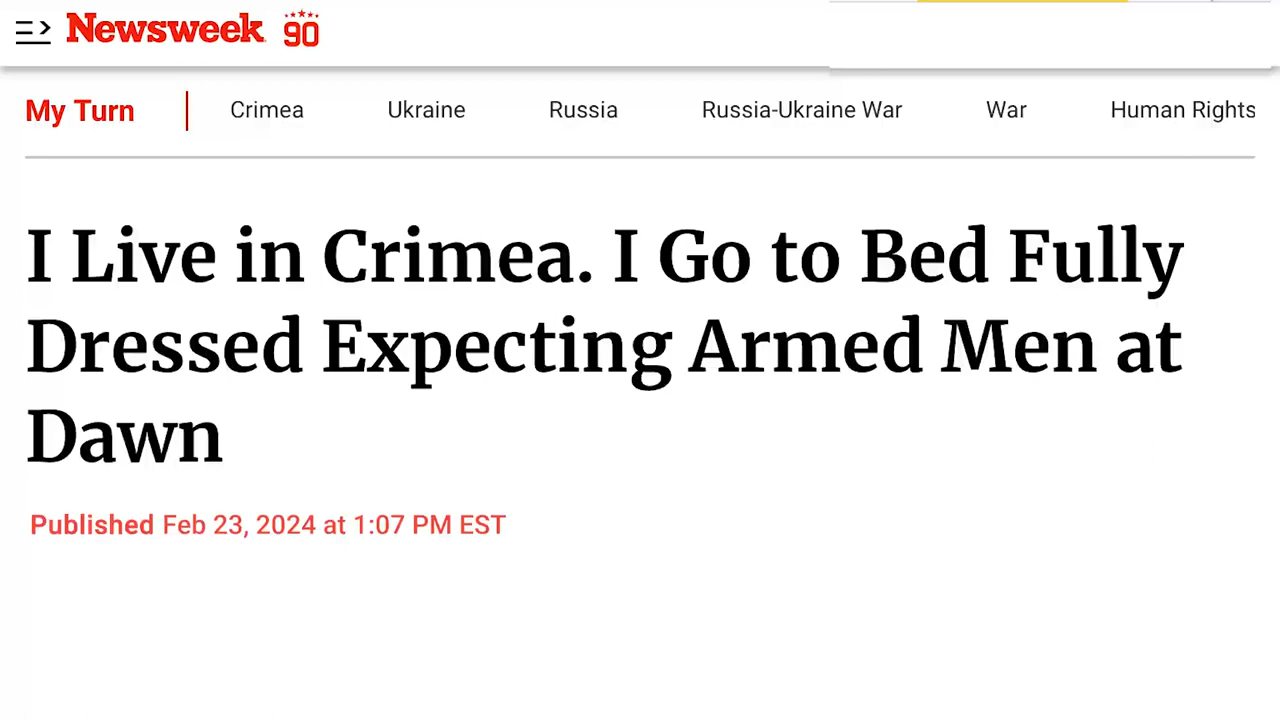 Newsweek 90
My Turn Crimea Ukraine Russia Russia-Ukraine War War Human Rights
I Live in Crimea. I Go to Bed Fully
Dressed Expecting Armed Men at
Dawn
Published Feb 23, 2024 at 1:07 PM EST